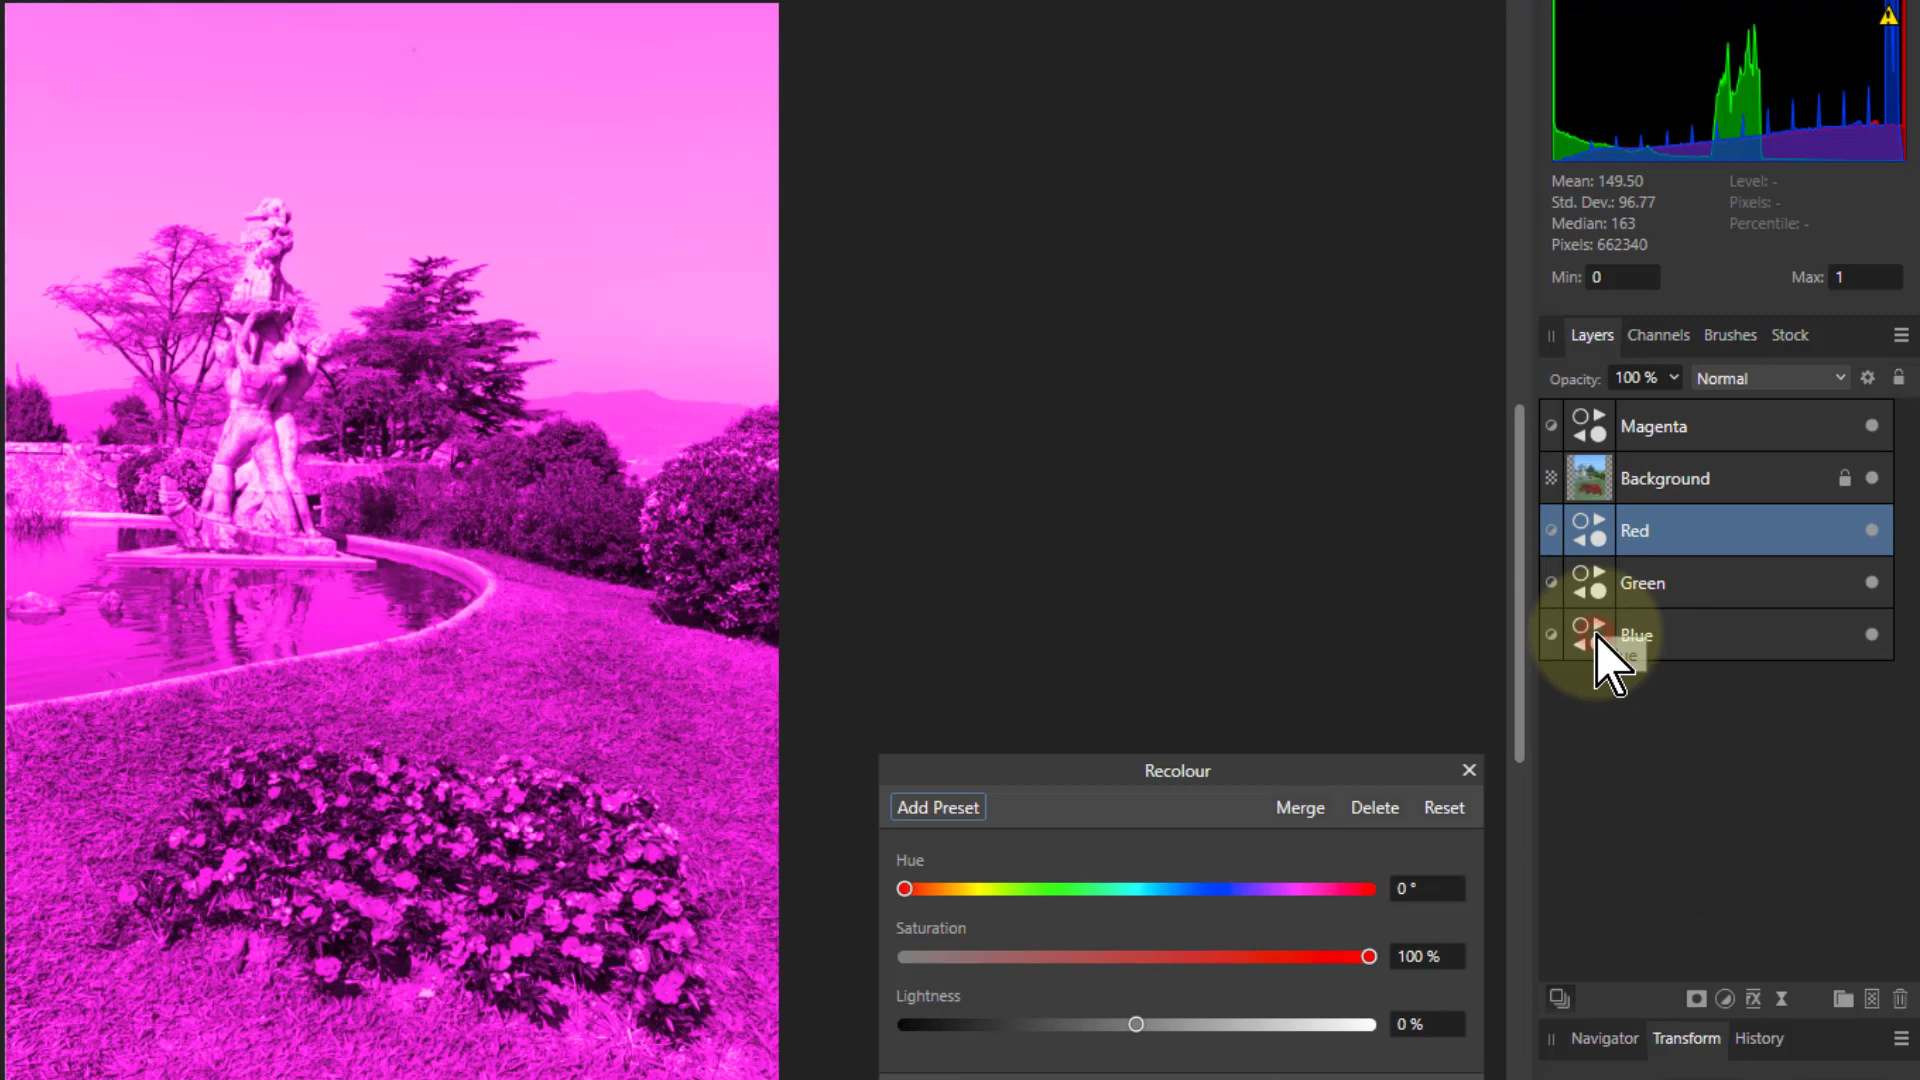 Mean: 149.50
Level: -
Std. Dev.: 96.77
Pixels: -
Median: 163
Percentile: -
Pixels: 662340
Min: 0
Max: 1
Layers Channels Brushes Stock
Opacity: 100 % Normal
Magenta
Background
Red
Green
Blue
Recolour
Add Preset
Merge Delete Reset
Hue
0 °
Saturation
100 %
Lightness
0 %
Navigator Transform History